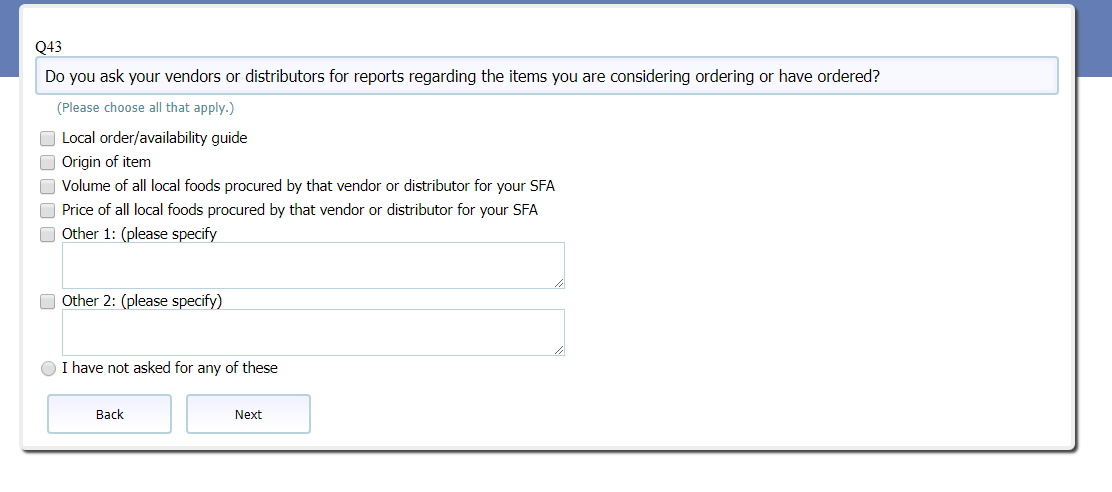 Q43
Do you ask your vendors or distributors for reports regarding the items you are considering ordering or have ordered?
(Please choose all that apply.)
Local order/availability guide
Origin of item
Volume of all local foods procured by that vendor or distributor for your SFA
Price of all local foods procured by that vendor or distributor for your SFA
Other 1: (please specify
Other 2: (please specify)
I have not asked for any of these
Back Next